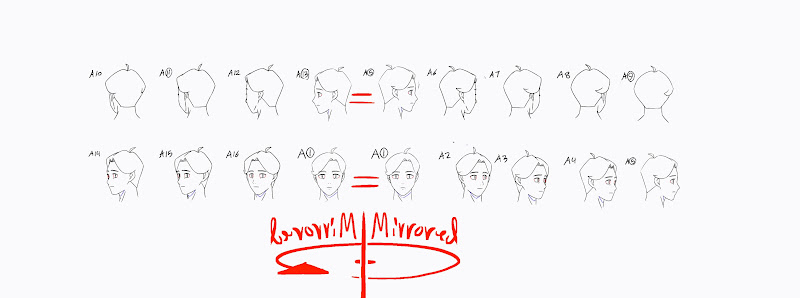 A10 A⑪ A12 A⑬ = A⑤ A6 A7 A8 A⑨
A14 A15 A16 A① = A① A2 A3 A4 A⑤
Mirrored Mirrored